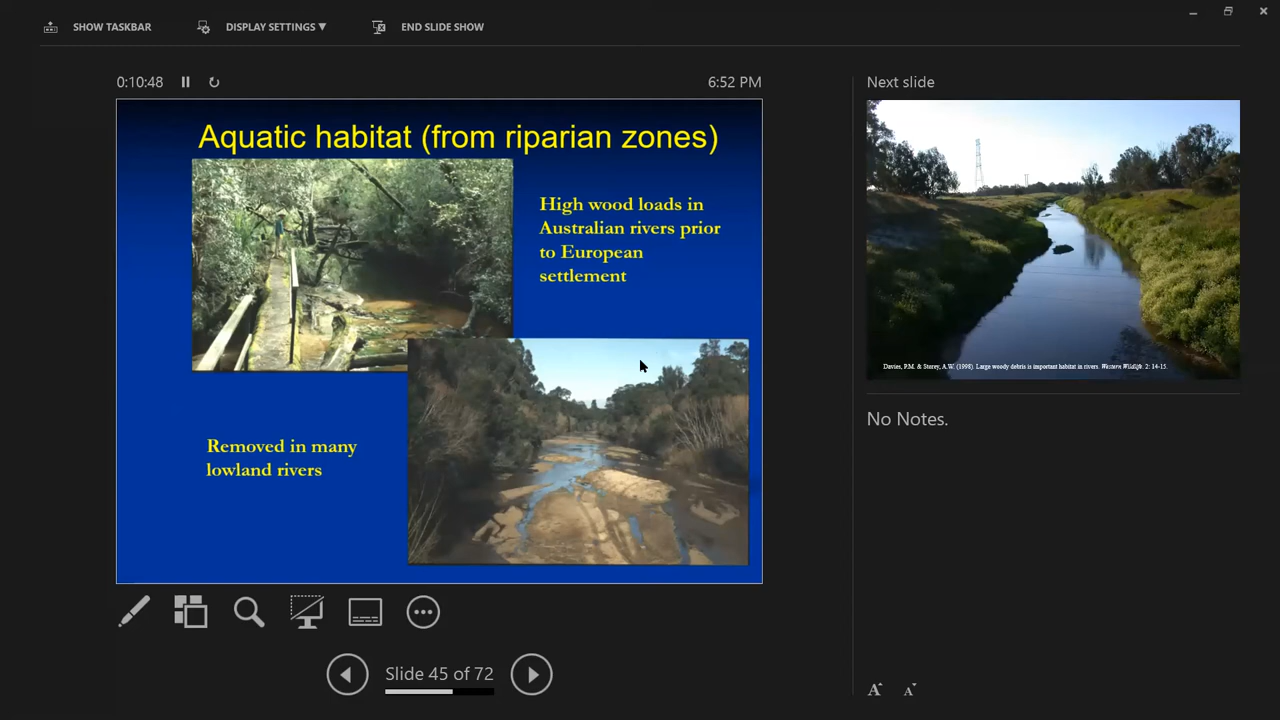 SHOW TASKBAR
DISPLAY SETTINGS ▼
END SLIDE SHOW
0:10:48
6:52 PM
Aquatic habitat (from riparian zones)
High wood loads in
Australian rivers prior
to European
settlement
Removed in many
lowland rivers
Slide 45 of 72
Next slide
Davies, P.M. & Storey, A.W. (1998). Large woody debris is important habitat in rivers. Western Wildlife. 2: 14-15.
No Notes.
A A